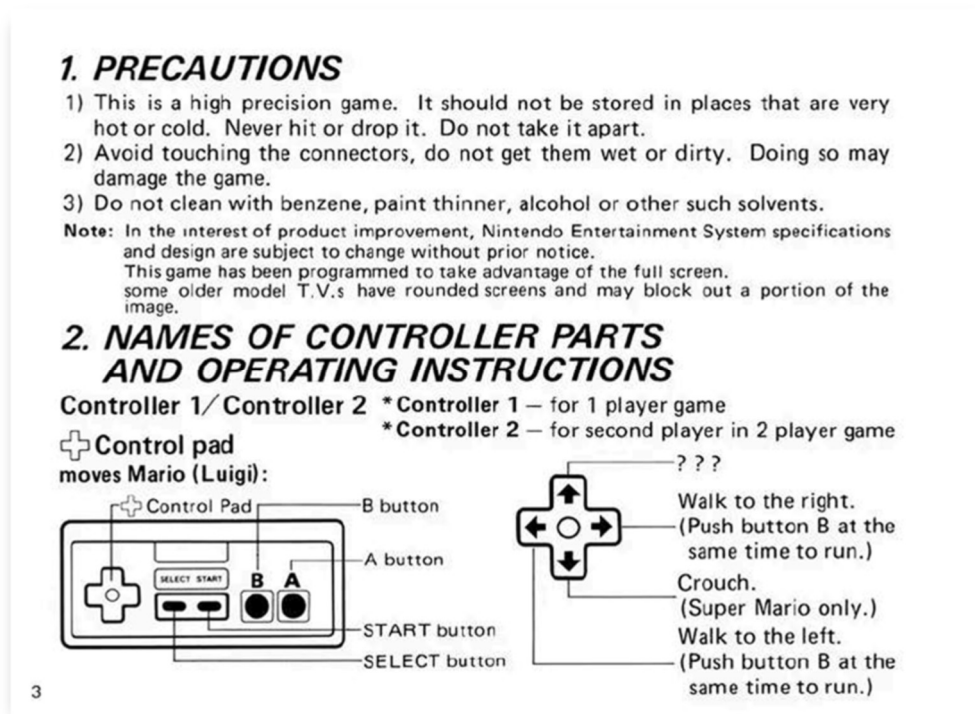 1. PRECAUTIONS
1) This is a high precision game. It should not be stored in places that are very
hot or cold. Never hit or drop it. Do not take it apart.
2) Avoid touching the connectors, do not get them wet or dirty. Doing so may
damage the game.
3) Do not clean with benzene, paint thinner, alcohol or other such solvents.
Note: In the interest of product improvement, Nintendo Entertainment System specifications
and design are subject to change without prior notice.
This game has been programmed to take advantage of the full screen.
some older model T.V.s have rounded screens and may block out a portion of the
image.
2. NAMES OF CONTROLLER PARTS
AND OPERATING INSTRUCTIONS
Controller 1/Controller 2 *Controller 1 – for 1 player game
*Controller 2 – for second player in 2 player game
Control pad
moves Mario (Luigi):
Control Pad
B button
A button
SELECT START
B A
START button
SELECT button
???
Walk to the right.
(Push button B at the
same time to run.)
Crouch.
(Super Mario only.)
Walk to the left.
(Push button B at the
same time to run.)
3